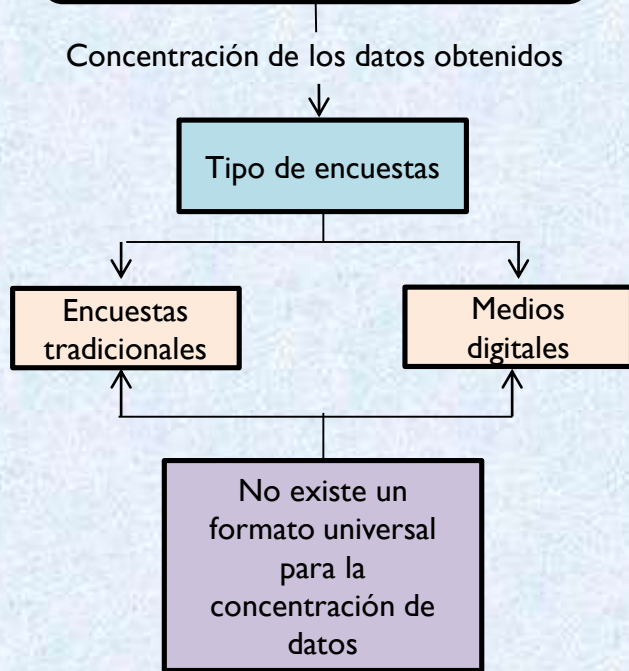 Concentración de los datos obtenidos
Tipo de encuestas
Encuestas
tradicionales
Medios
digitales
No existe un
formato universal
para la
concentración de
datos